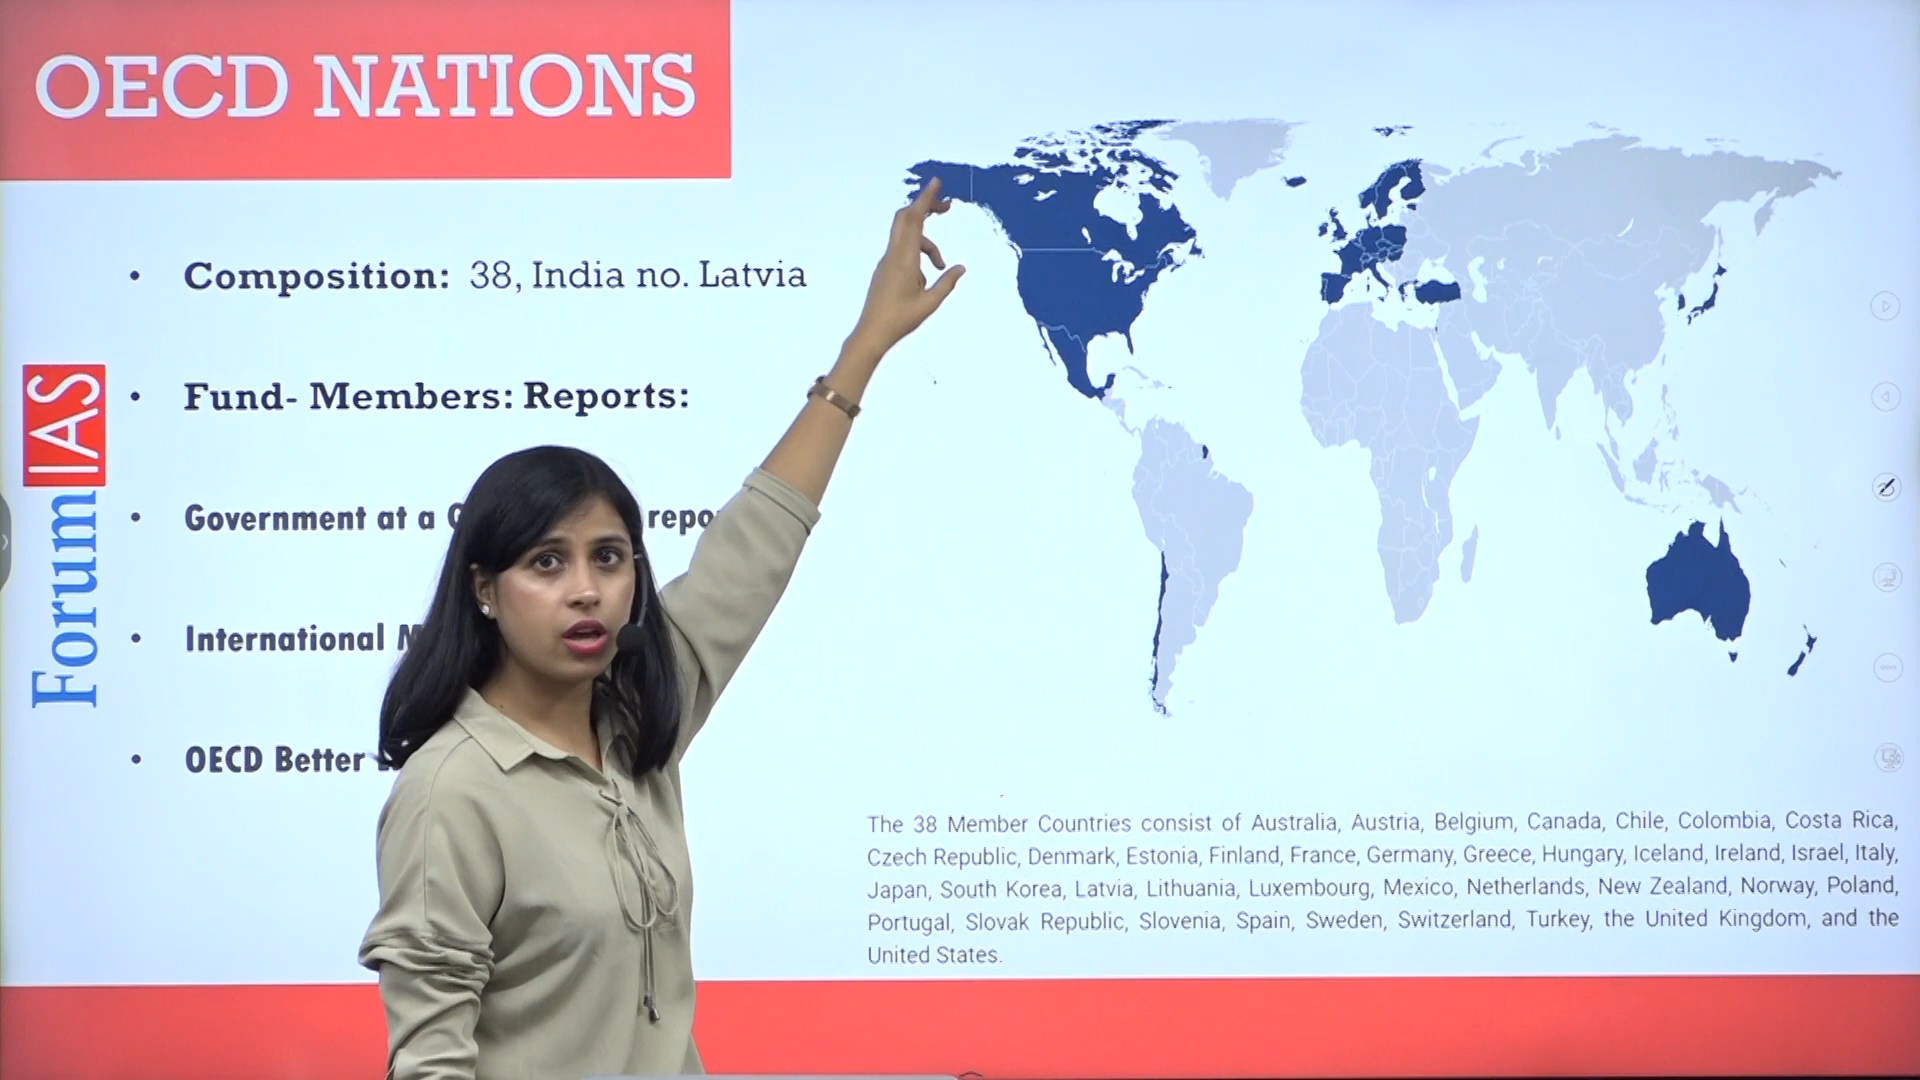 OECD NATIONS
• Composition: 38, India no. Latvia
• Fund- Members: Reports:
• Government at a
• International
• OECD Better
ForumIAS
The 38 Member Countries consist of Australia, Austria, Belgium, Canada, Chile, Colombia, Costa Rica,
Czech Republic, Denmark, Estonia, Finland, France, Germany, Greece, Hungary, Iceland, Ireland, Israel, Italy,
Japan, South Korea, Latvia, Lithuania, Luxembourg, Mexico, Netherlands, New Zealand, Norway, Poland,
Portugal, Slovak Republic, Slovenia, Spain, Sweden, Switzerland, Turkey, the United Kingdom, and the
United States.